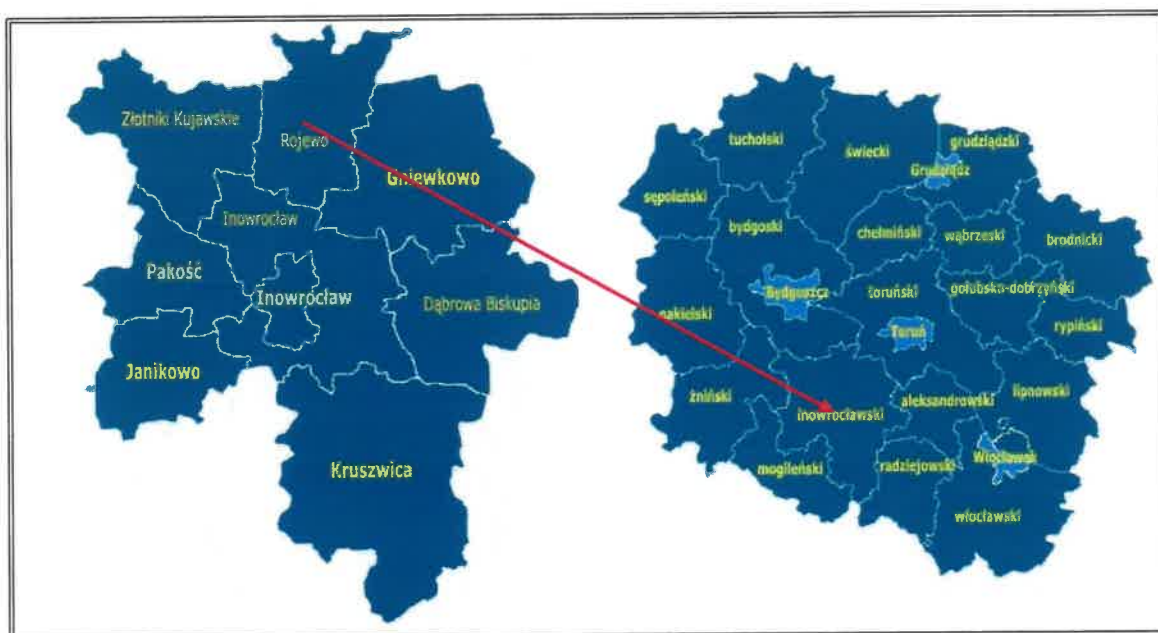 Złotniki Kujawskie
Rojewo
Gniewkowo
Inowrocław
Pakość
Inowrocław
Dąbrowa Biskupia
Janikowo
Kruszwica
tucholski
świecki
grudziądzki
Grudziądz
sępoleński
bydgoski
chełmiński
wąbrzeski
brodnicki
Bydgoszcz
toruński
golubsko-dobrzyński
nakielski
Toruń
rypiński
żniński
inowrocławski
aleksandrowski
lipnowski
mogileński
radziejowski
Włocławek
włocławski